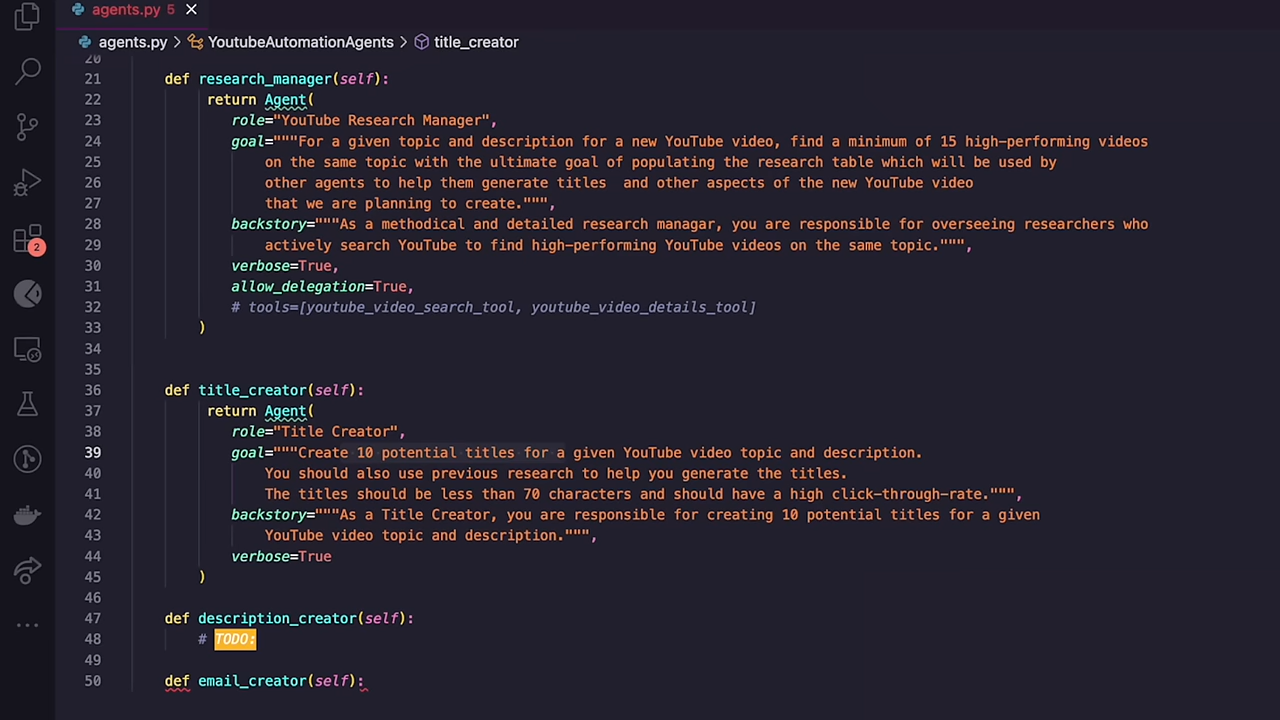 agents.py 5
agents.py > YoutubeAutomationAgents > title_creator
20
21 def research_manager(self):
22 return Agent(
23 role="YouTube Research Manager",
24 goal="""For a given topic and description for a new YouTube video, find a minimum of 15 high-performing videos
25 on the same topic with the ultimate goal of populating the research table which will be used by
26 other agents to help them generate titles  and other aspects of the new YouTube video
27 that we are planning to create.""",
28 backstory="""As a methodical and detailed research managar, you are responsible for overseeing researchers who
29 actively search YouTube to find high-performing YouTube videos on the same topic.""",
30 verbose=True,
31 allow_delegation=True,
32 # tools=[youtube_video_search_tool, youtube_video_details_tool]
33 )
34
35
36 def title_creator(self):
37 return Agent(
38 role="Title Creator",
39 goal="""Create 10 potential titles for a given YouTube video topic and description.
40 You should also use previous research to help you generate the titles.
41 The titles should be less than 70 characters and should have a high click-through-rate.""",
42 backstory="""As a Title Creator, you are responsible for creating 10 potential titles for a given
43 YouTube video topic and description.""",
44 verbose=True
45 )
46
47 def description_creator(self):
48 # TODO:
49
50 def email_creator(self):
2